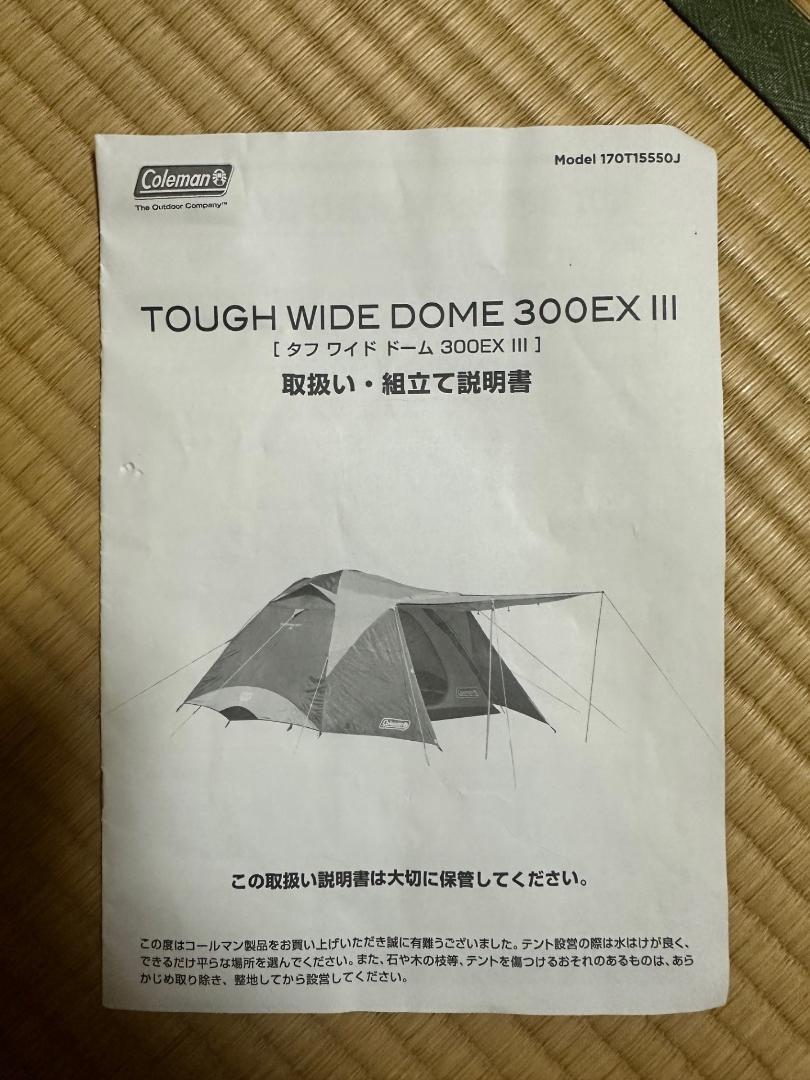 Coleman
The Outdoor Company™
Model 170T15550J
TOUGH WIDE DOME 300EX III
[ タフ ワイド ドーム 300EX III ]
取扱い・組立て説明書
Coleman
Coleman
この取扱い説明書は大切に保管してください。
この度はコールマン製品をお買い上げいただき誠に有難うございました。テント設営の際は水はけが良く、
できるだけ平らな場所を選んでください。また、石や木の枝等、テントを傷つけるおそれのあるものは、あら
かじめ取り除き、整地してから設営してください。